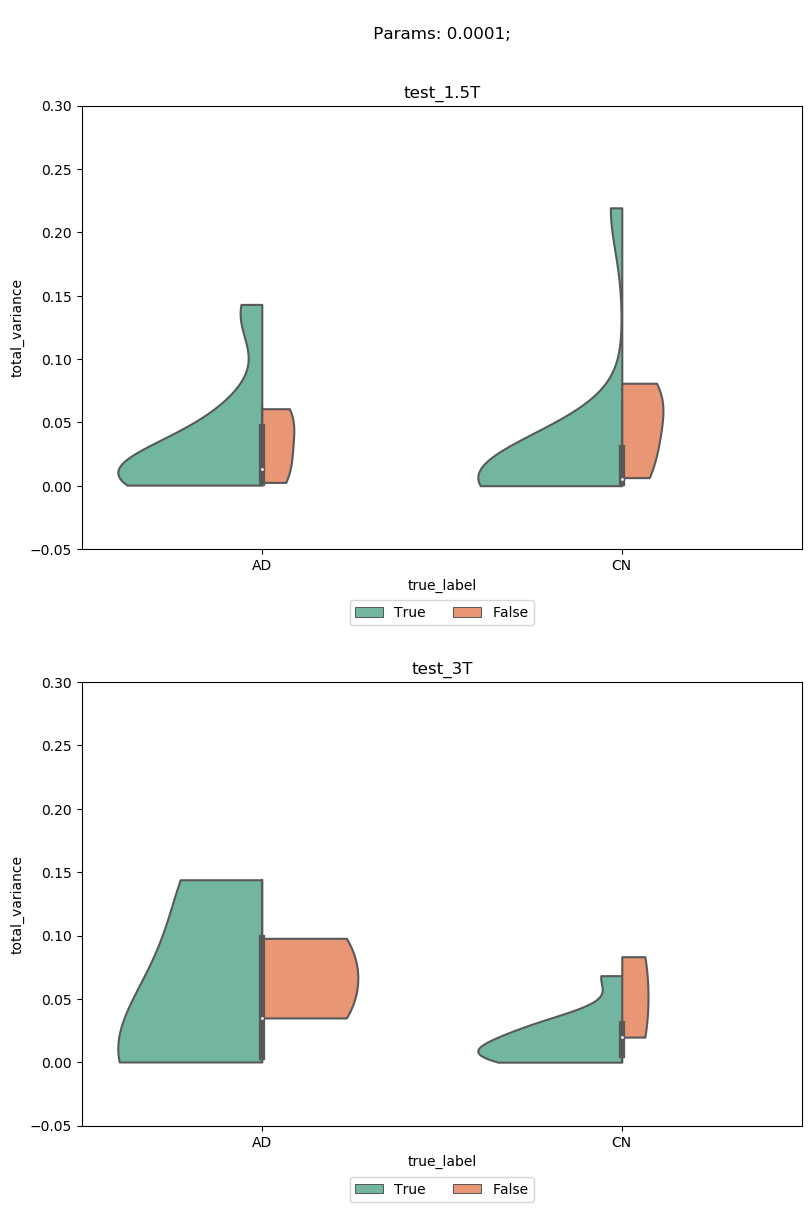 Params: 0.0001;
test_1.5T
0.30
0.25
0.20
0.15
0.10
0.05
0.00
−0.05
total_variance
AD CN
true_label
True False
test_3T
0.30
0.25
0.20
0.15
0.10
0.05
0.00
−0.05
total_variance
AD CN
true_label
True False